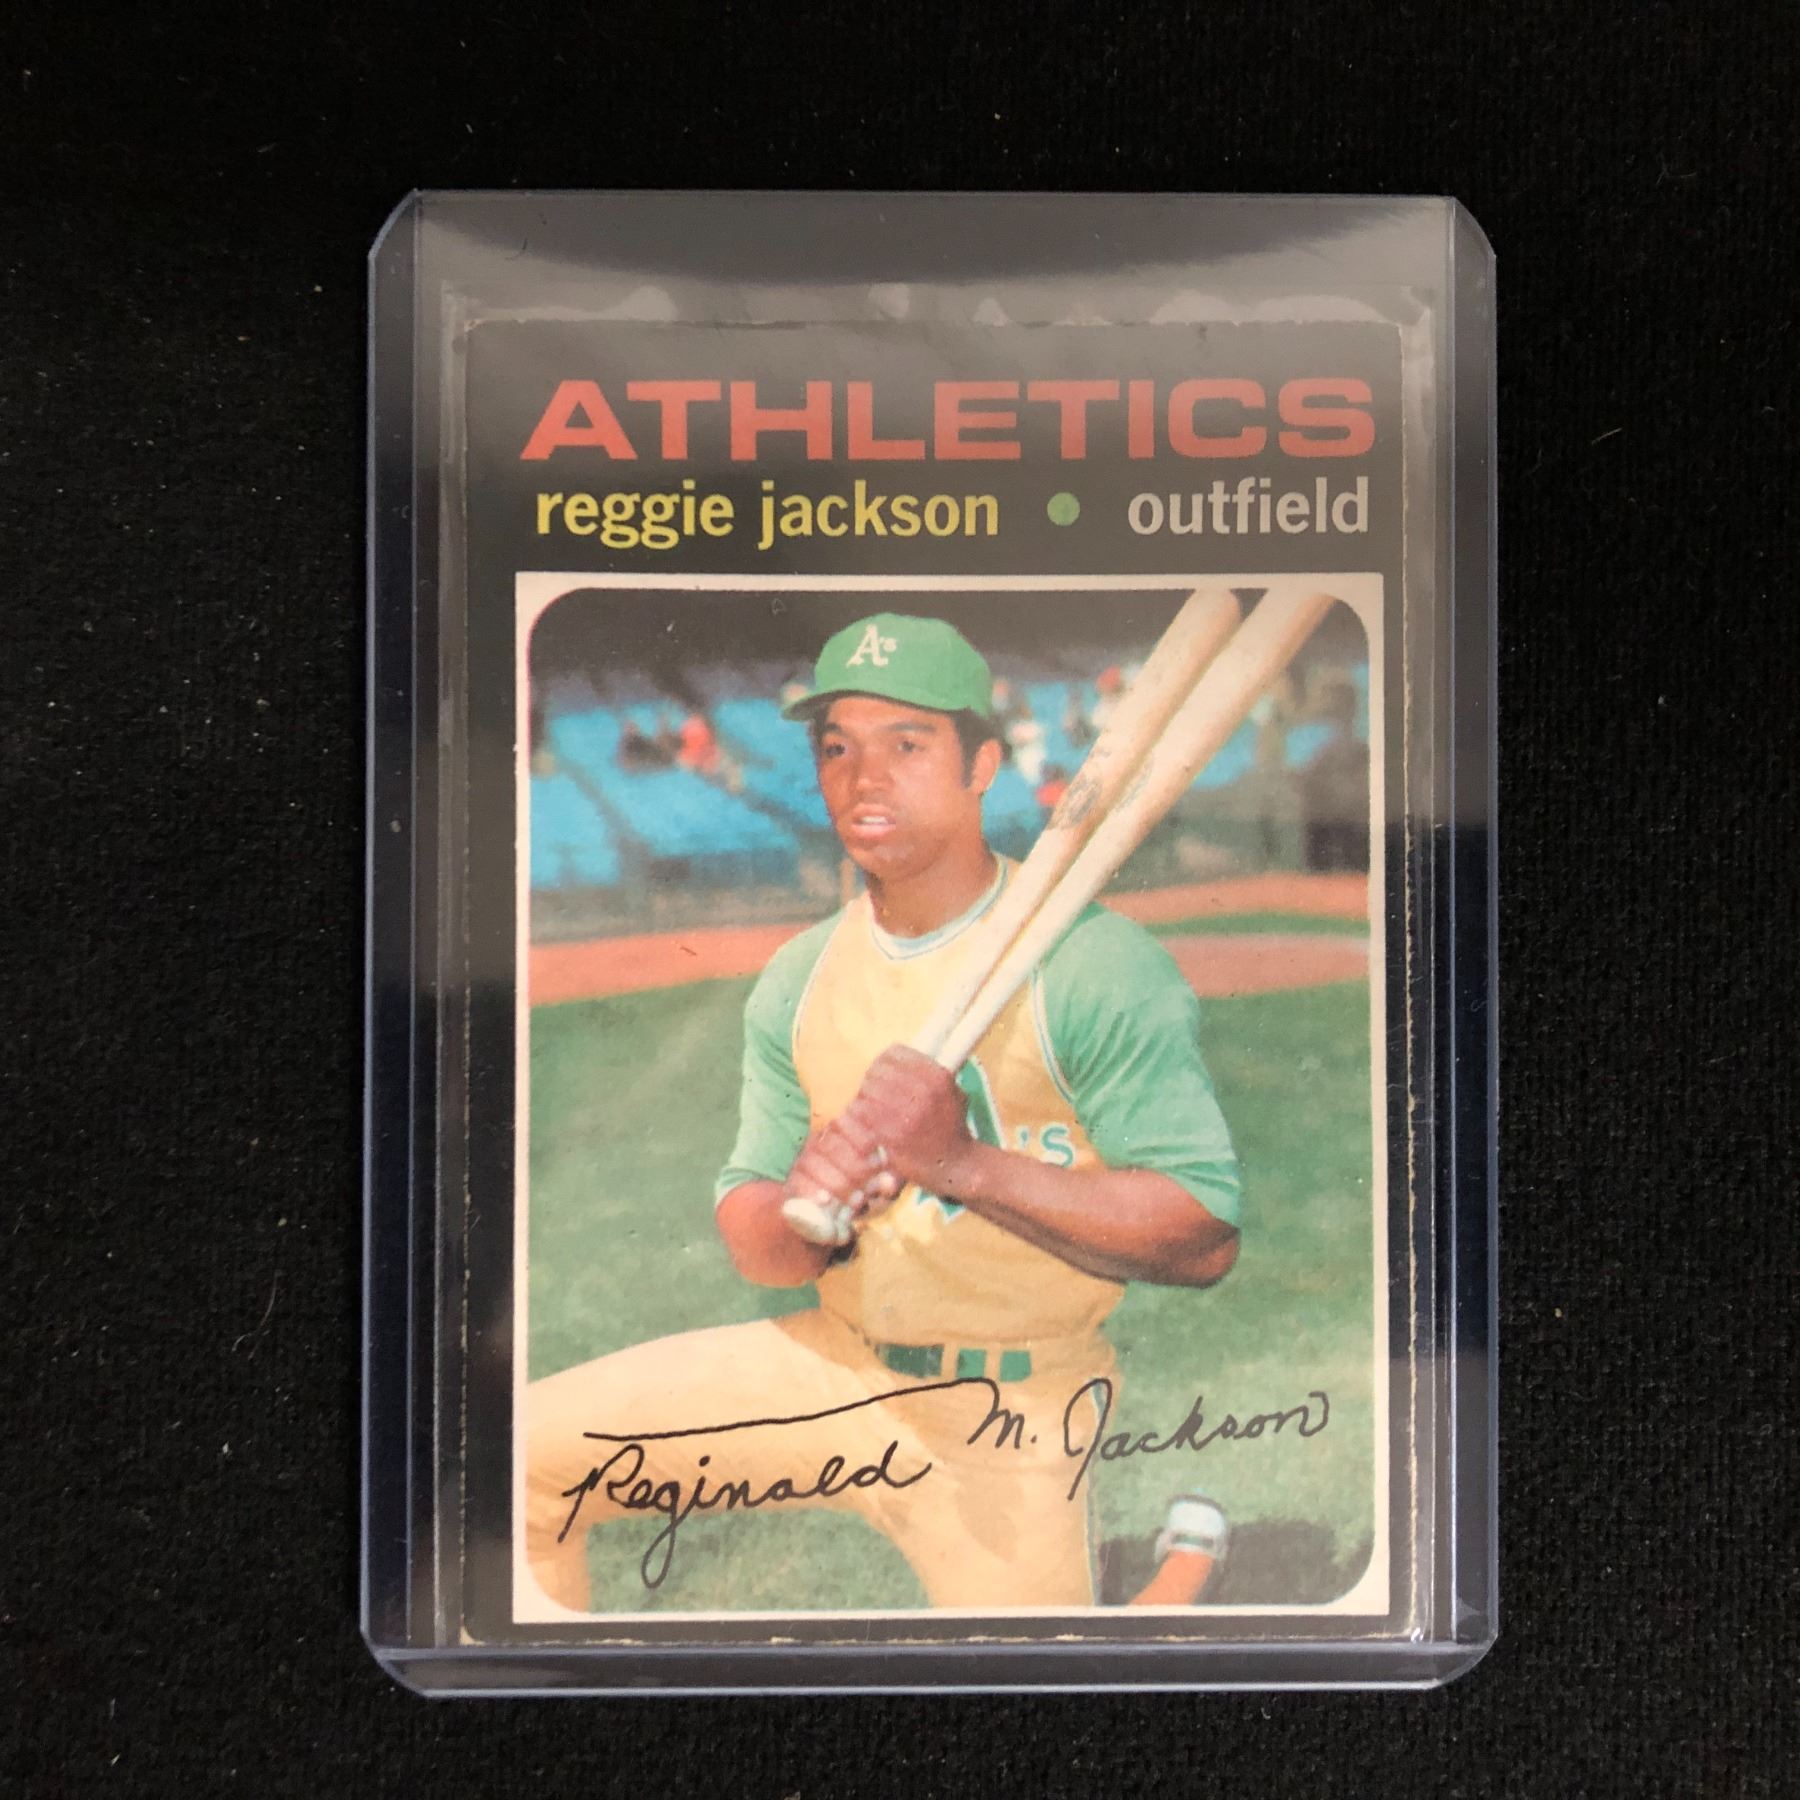 ATHLETICS
reggie jackson • outfield
A's
'S
Reginald M. Jackson